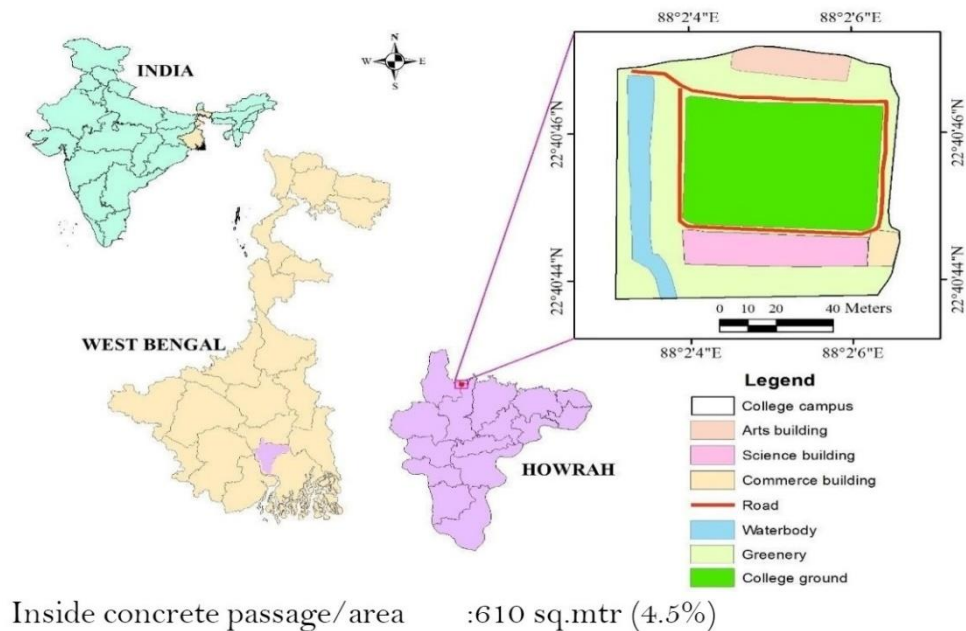 88°2'4"E 88°2'6"E
N
W E
S
INDIA
22°40'46"N 22°40'46"N
22°40'44"N 22°40'44"N
0 10 20 40 Meters
WEST BENGAL
88°2'4"E 88°2'6"E
Legend
College campus
Arts building
Science building
HOWRAH
Commerce building
Road
Waterbody
Greenery
College ground
Inside concrete passage/area :610 sq.mtr (4.5%)